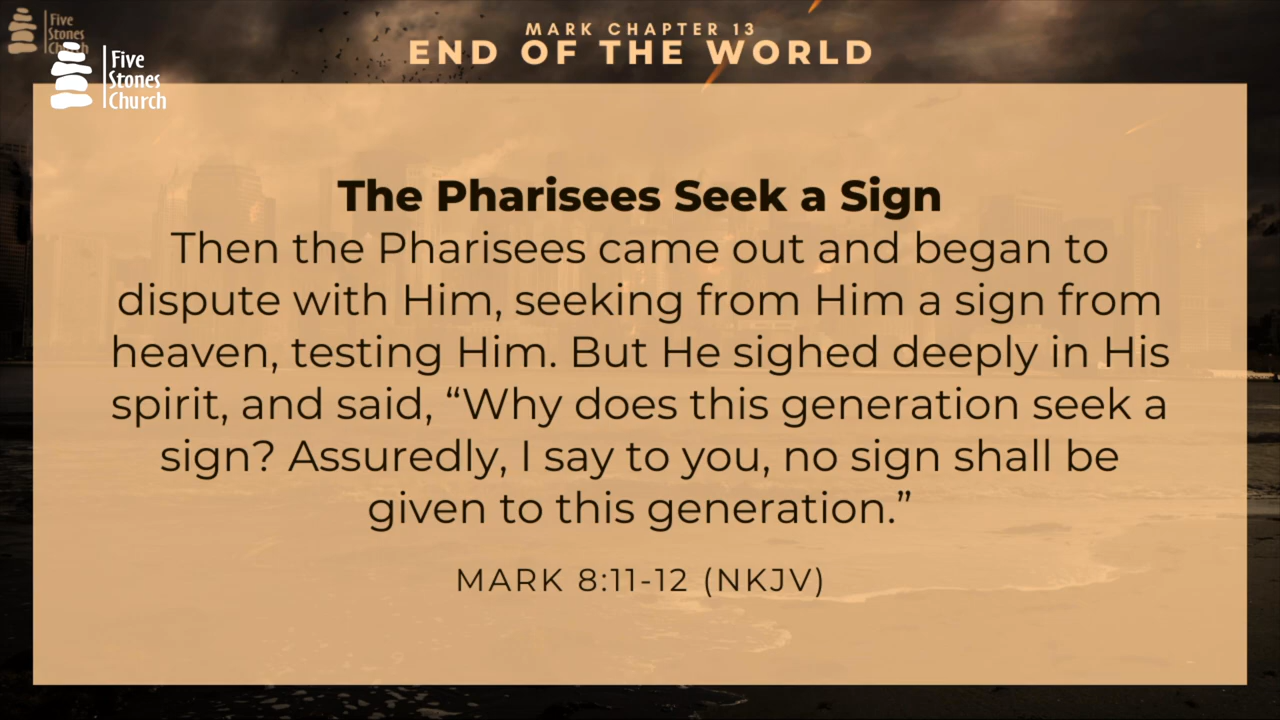 Five
Stones
Church
Five
Stones
Church
MARK CHAPTER 13
END OF THE WORLD
The Pharisees Seek a Sign
Then the Pharisees came out and began to
dispute with Him, seeking from Him a sign from
heaven, testing Him. But He sighed deeply in His
spirit, and said, “Why does this generation seek a
sign? Assuredly, I say to you, no sign shall be
given to this generation.”
MARK 8:11-12 (NKJV)